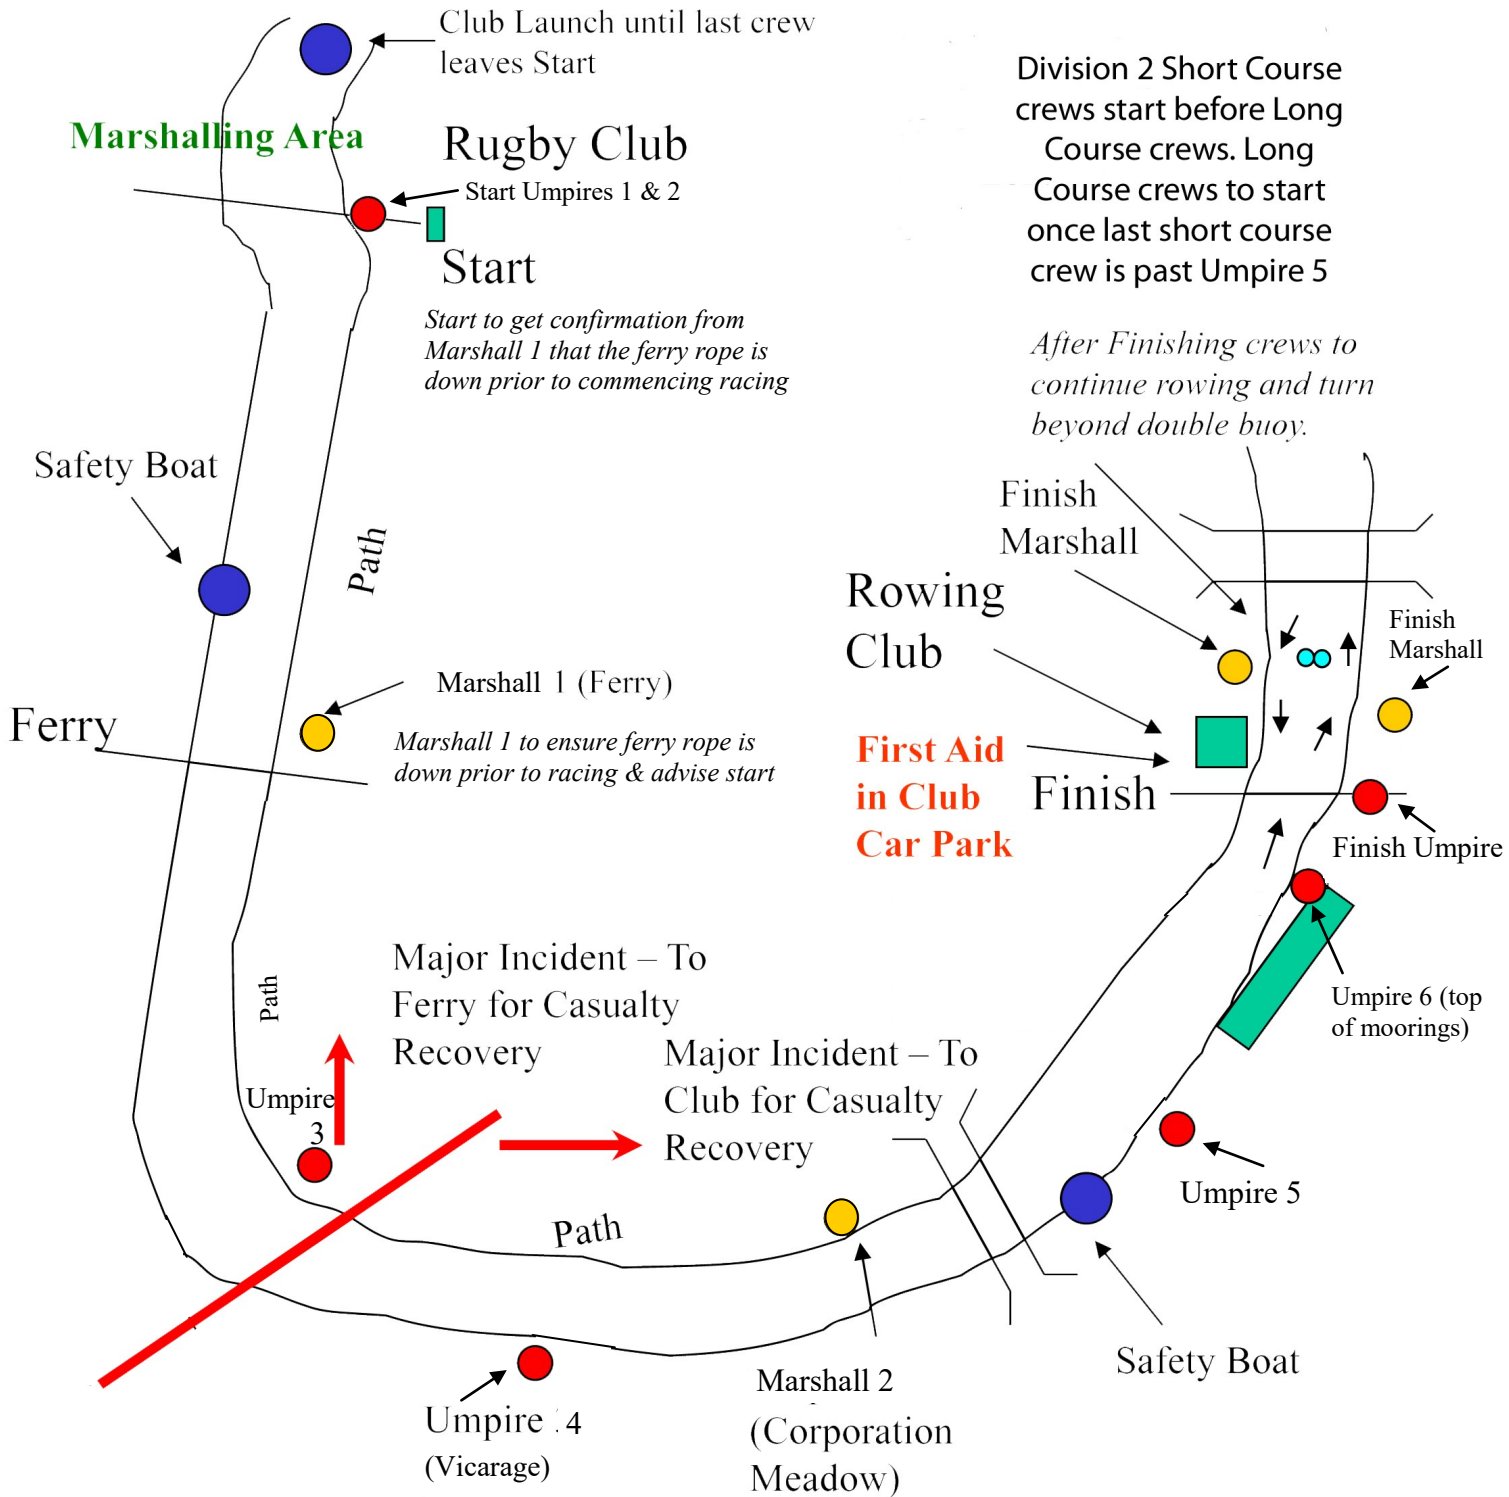 Club Launch until last crew
leaves Start
Marshalling Area
Rugby Club
Start Umpires 1 & 2
Start
Start to get confirmation from
Marshall 1 that the ferry rope is
down prior to commencing racing
Division 2 Short Course
crews start before Long
Course crews. Long
Course crews to start
once last short course
crew is past Umpire 5
After Finishing crews to
continue rowing and turn
beyond double buoy.
Safety Boat
Path
Finish
Marshall
Rowing
Club
Finish
Marshall
Marshall 1 (Ferry)
Ferry
Marshall 1 to ensure ferry rope is
down prior to racing & advise start
First Aid
in Club
Car Park
Finish
Finish Umpire
Major Incident – To
Ferry for Casualty
Recovery
Path
Umpire 6 (top
of moorings)
Major Incident – To
Club for Casualty
Recovery
Umpire
3
Umpire 5
Path
Safety Boat
Marshall 2
(Corporation
Meadow)
Umpire 4
(Vicarage)